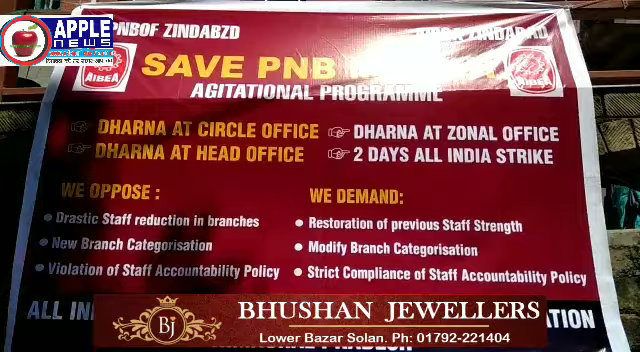 APPLE
NEWS
PNBOF ZINDABZD
ZINDABAD
SAVE PNB
AIBEA
AIBEA
AGITATIONAL PROGRAMME
DHARNA AT CIRCLE OFFICE
DHARNA AT ZONAL OFFICE
DHARNA AT HEAD OFFICE
2 DAYS ALL INDIA STRIKE
WE OPPOSE :
WE DEMAND:
• Drastic Staff reduction in branches
• Restoration of previous Staff Strength
• New Branch Categorisation
• Modify Branch Categorisation
• Violation of Staff Accountability Policy
• Strict Compliance of Staff Accountability Policy
ALL
BJ
BHUSHAN JEWELLERS
Lower Bazar Solan. Ph: 01792-221404